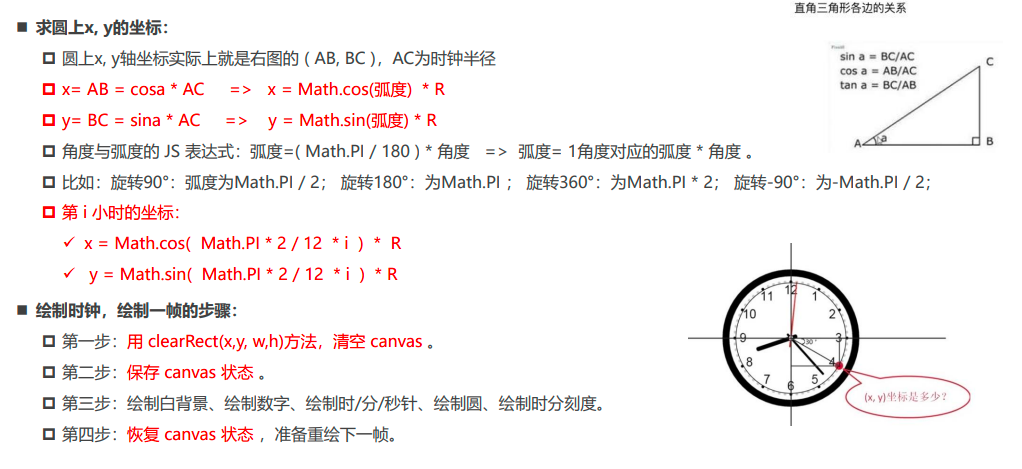 直角三角形各边的关系
求圆上x, y的坐标：
圆上x, y轴坐标实际上就是右图的 ( AB, BC )，AC为时钟半径
x= AB = cosa * AC => x = Math.cos(弧度) * R
y= BC = sina * AC => y = Math.sin(弧度) * R
角度与弧度的 JS 表达式：弧度=( Math.PI / 180 ) * 角度 => 弧度= 1角度对应的弧度 * 角度 。
比如：旋转90°：弧度为Math.PI / 2； 旋转180°：为Math.PI ； 旋转360°：为Math.PI * 2； 旋转-90°：为-Math.PI / 2；
第 i 小时的坐标：
x = Math.cos( Math.PI * 2 / 12 * i ) * R
y = Math.sin( Math.PI * 2 / 12 * i ) * R
绘制时钟，绘制一帧的步骤：
第一步：用 clearRect(x,y, w,h)方法，清空 canvas 。
第二步：保存 canvas 状态 。
第三步：绘制白背景、绘制数字、绘制时/分/秒针、绘制圆、绘制时分刻度。
第四步：恢复 canvas 状态 ，准备重绘下一帧。
sin a = BC/AC
cos a = AB/AC
tan a = BC/AB
C
a
A
B
12
11
1
10
2
9
3
30°
8
4
7
5
6
(x, y)坐标是多少？